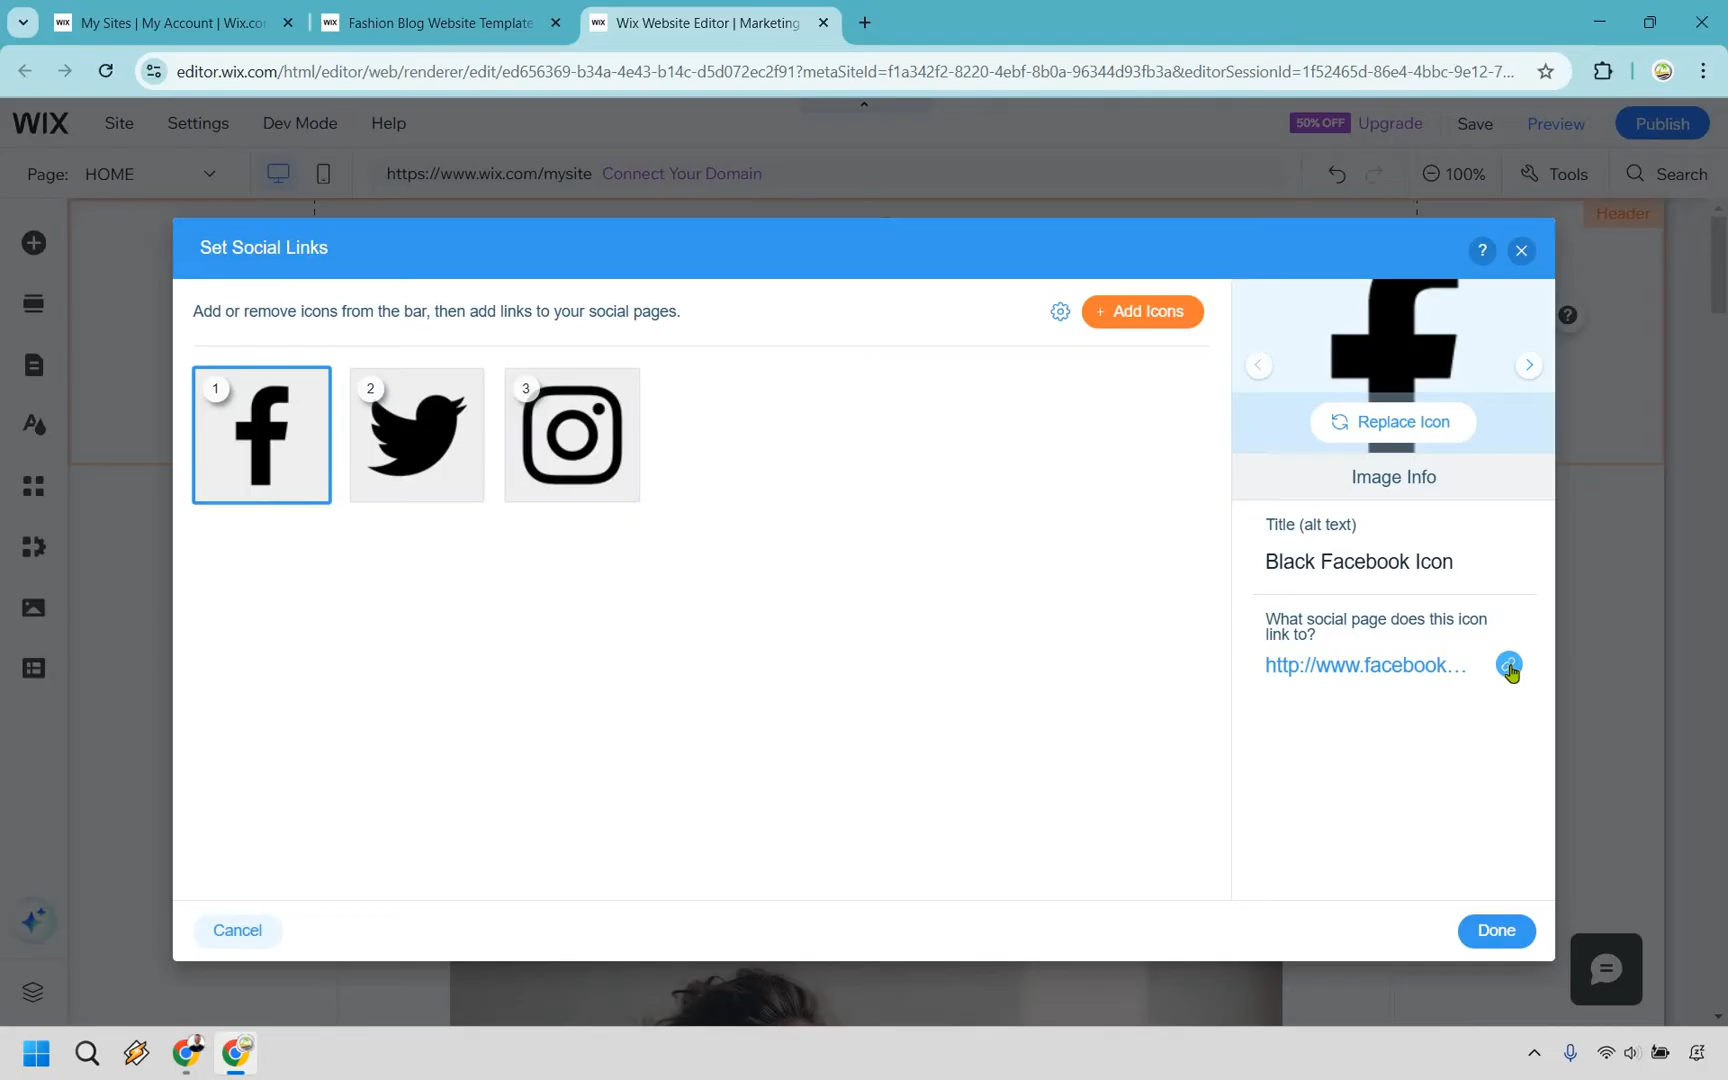 WIX My Sites | My Account | Wix.co
WIX Fashion Blog Website Template
WIX Wix Website Editor | Marketing
editor.wix.com/html/editor/web/renderer/edit/ed656369-b34a-4e43-b14c-d5d072ec2f91?metaSiteId=f1a342f2-8220-4ebf-8b0a-96344d93fb3a&editorSessionId=1f52465d-86e4-4bbc-9e12-7...
WIX Site Settings Dev Mode Help 50% OFF Upgrade Save Preview Publish
Page: HOME https://www.wix.com/mysite Connect Your Domain 100% Tools Search
Header
Set Social Links ?
Add or remove icons from the bar, then add links to your social pages. + Add Icons ?
1 2 3
Replace Icon
Image Info
Title (alt text)
Black Facebook Icon
What social page does this icon
link to?
http://www.facebook...
Cancel Done